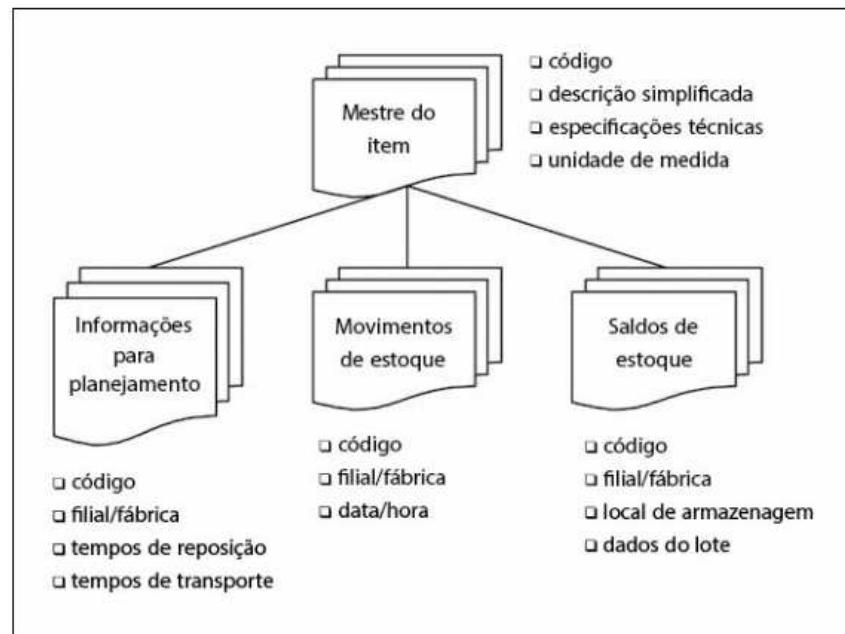 Mestre do
item
❑ código
❑ descrição simplificada
❑ especificações técnicas
❑ unidade de medida
Informações
para
planejamento
❑ código
❑ filial/fábrica
❑ tempos de reposição
❑ tempos de transporte
Movimentos
de estoque
❑ código
❑ filial/fábrica
❑ data/hora
Saldos de
estoque
❑ código
❑ filial/fábrica
❑ local de armazenagem
❑ dados do lote